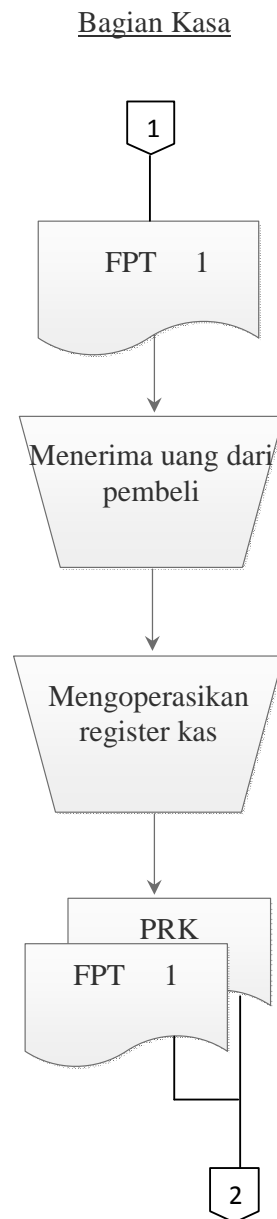 Bagian Kasa
1
FPT 1
Menerima uang dari
pembeli
Mengoperasikan
register kas
PRK
FPT 1
2